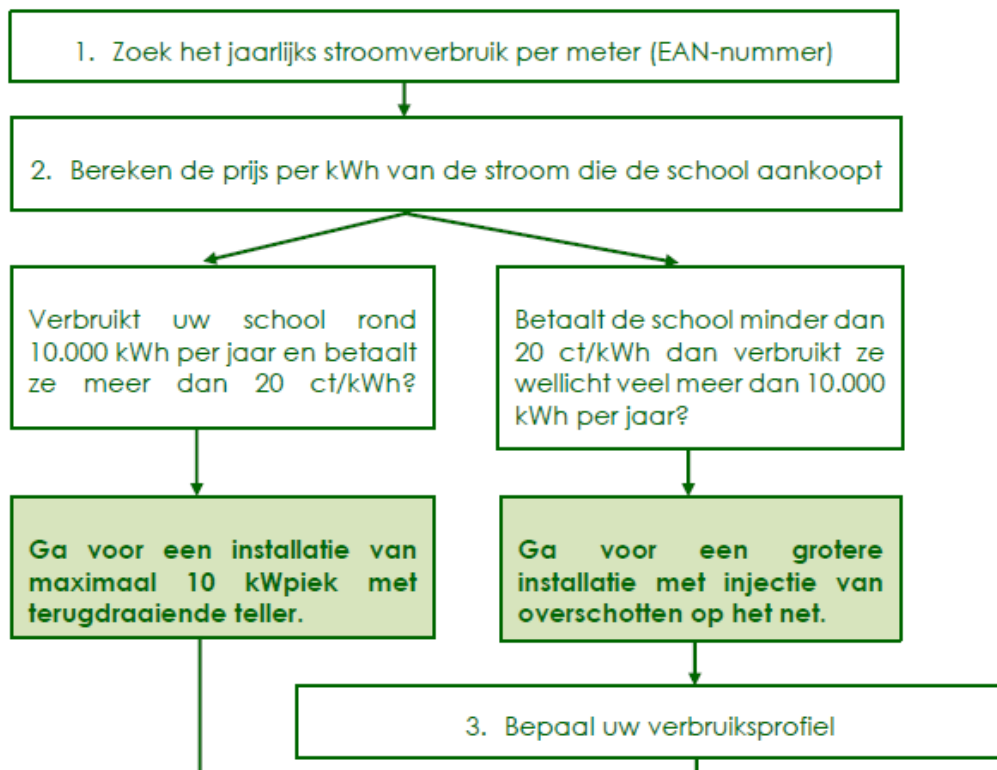 1. Zoek het jaarlijks stroomverbruik per meter (EAN-nummer)
2. Bereken de prijs per kWh van de stroom die de school aankoopt
Verbruikt uw school rond
10.000 kWh per jaar en betaalt
ze meer dan 20 ct/kWh?
Betaalt de school minder dan
20 ct/kWh dan verbruikt ze
wellicht veel meer dan 10.000
kWh per jaar?
Ga voor een installatie van
maximaal 10 kWpiek met
terugdraaiende teller.
Ga voor een grotere
installatie met injectie van
overschotten op het net.
3. Bepaal uw verbruiksprofiel